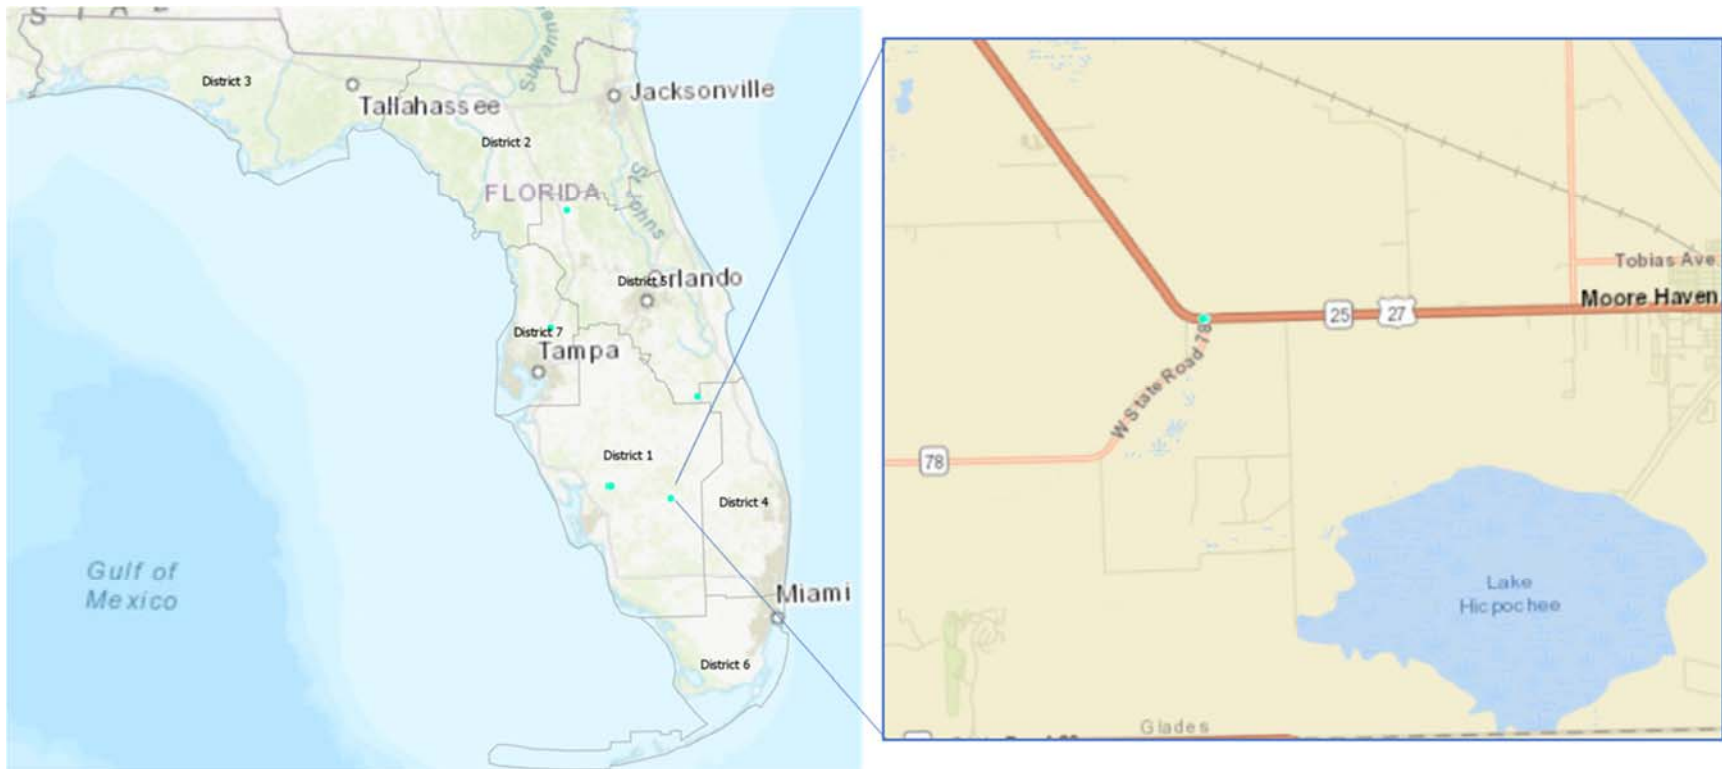 District 3
Tallahassee
Jacksonville
Suwannee
District 2
FLORIDA
St Johns
Orlando
District 5
District 7
Tampa
District 1
District 4
Gulf of
Mexico
Miami
District 6
Tobias Ave
Moore Haven
25
27
W State Road 78
78
Lake
Hicpochee
Glades